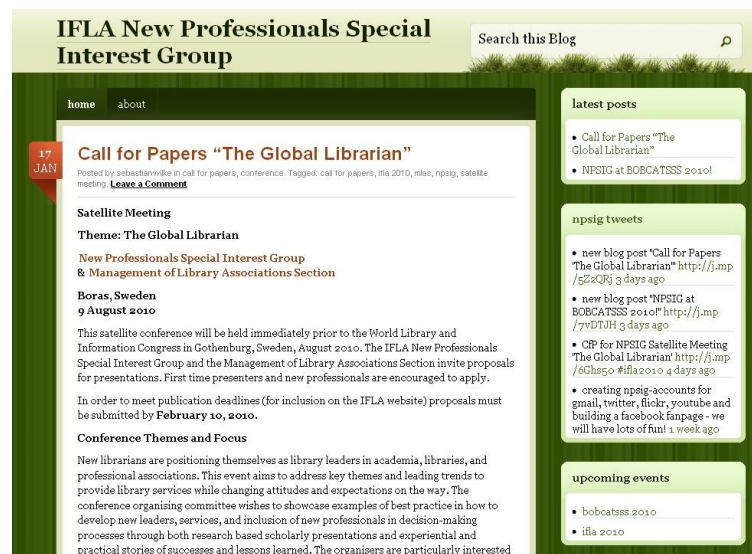 IFLA New Professionals Special
Interest Group
Search this Blog
home about
17
JAN
Call for Papers “The Global Librarian”
Posted by sebastianwilke in call for papers, conference. Tagged: call for papers, ifla 2010, mlas, npsig, satellite
meeting. Leave a Comment
Satellite Meeting
Theme: The Global Librarian
New Professionals Special Interest Group
& Management of Library Associations Section
Boras, Sweden
9 August 2010
This satellite conference will be held immediately prior to the World Library and
Information Congress in Gothenburg, Sweden, August 2010. The IFLA New Professionals
Special Interest Group and the Management of Library Associations Section invite proposals
for presentations. First time presenters and new professionals are encouraged to apply.
In order to meet publication deadlines (for inclusion on the IFLA website) proposals must
be submitted by February 10, 2010.
Conference Themes and Focus
New librarians are positioning themselves as library leaders in academia, libraries, and
professional associations. This event aims to address key themes and leading trends to
provide library services while changing attitudes and expectations on the way. The
conference organising committee wishes to showcase examples of best practice in how to
develop new leaders, services, and inclusion of new professionals in decision-making
processes through both research based scholarly presentations and experiential and
practical stories of successes and lessons learned. The organisers are particularly interested
latest posts
• Call for Papers “The
Global Librarian”
• NPSIG at BOBCATSSS 2010!
npsig tweets
• new blog post "Call for Papers
'The Global Librarian'" http://j.mp
/5Z2QRj 3 days ago
• new blog post "NPSIG at
BOBCATSSS 2010!" http://j.mp
/7vDTJH 3 days ago
• CfP for NPSIG Satellite Meeting
'The Global Librarian' http://j.mp
/6Ghs50 #ifla2010 4 days ago
• creating npsig-accounts for
gmail, twitter, flickr, youtube and
building a facebook fanpage - we
will have lots of fun! 1 week ago
upcoming events
• bobcatsss 2010
• ifla 2010